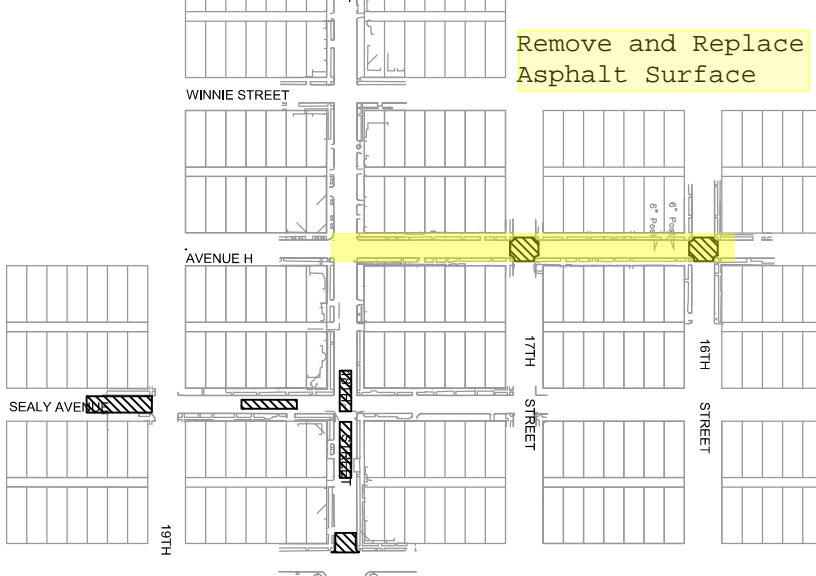 Remove and Replace
Asphalt Surface
WINNIE STREET
6" Post
6" Post
AVENUE H
17TH STREET
16TH STREET
SEALY AVENUE
STREET
19TH